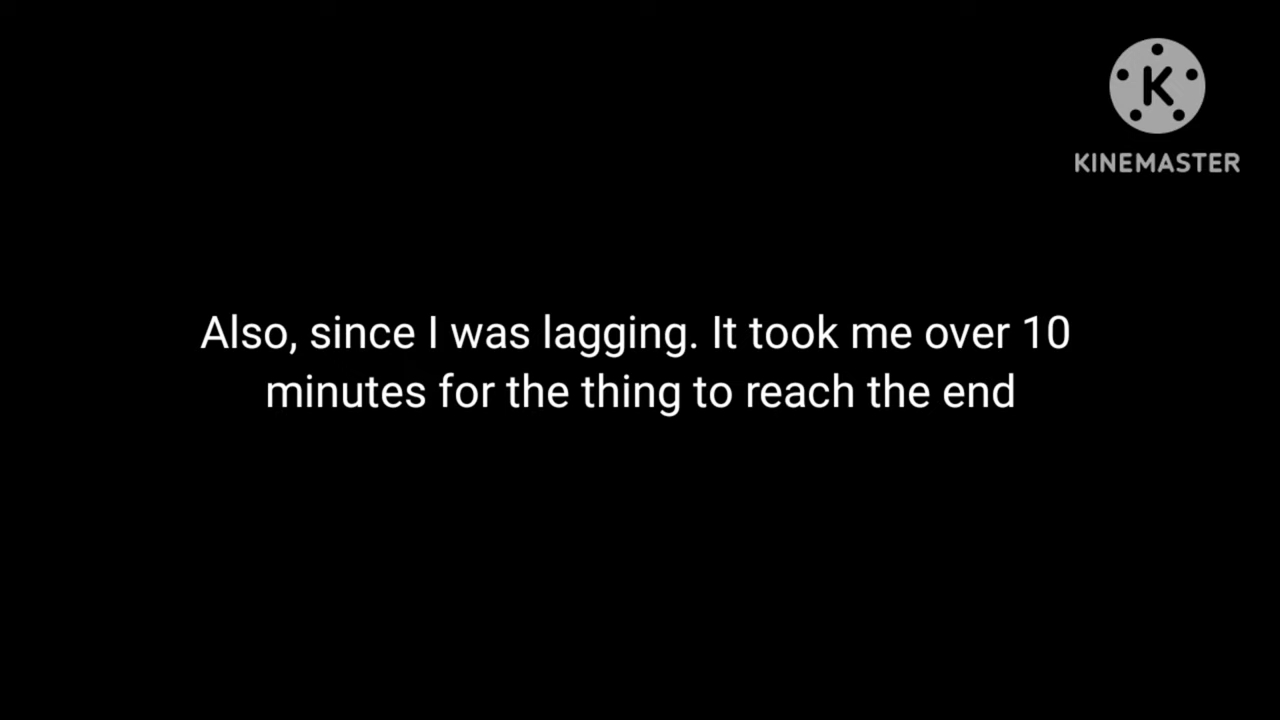 K
KINEMASTER
Also, since I was lagging. It took me over 10
minutes for the thing to reach the end